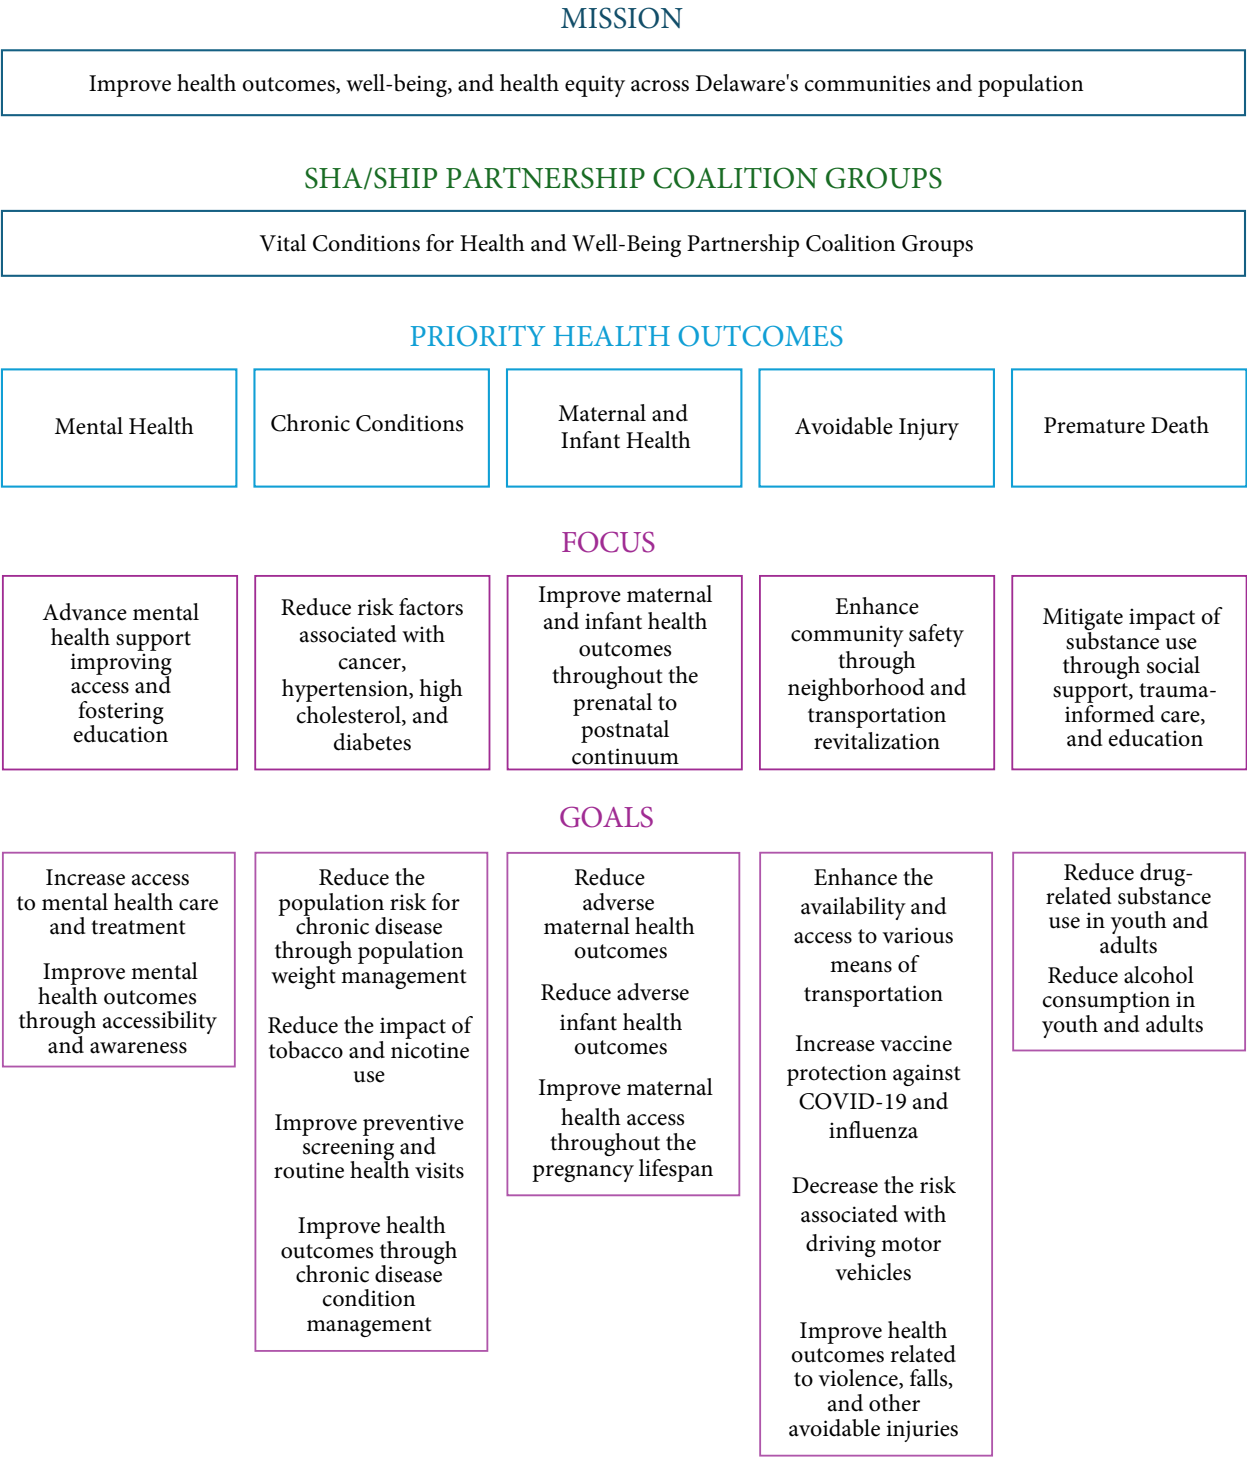 MISSION
Improve health outcomes, well-being, and health equity across Delaware's communities and population
SHA/SHIP PARTNERSHIP COALITION GROUPS
Vital Conditions for Health and Well-Being Partnership Coalition Groups
PRIORITY HEALTH OUTCOMES
Mental Health
Chronic Conditions
Maternal and
Infant Health
Avoidable Injury
Premature Death
FOCUS
Advance mental
health support
improving
access and
fostering
education
Reduce risk factors
associated with
cancer,
hypertension, high
cholesterol, and
diabetes
Improve maternal
and infant health
outcomes
throughout the
prenatal to
postnatal
continuum
Enhance
community safety
through
neighborhood and
transportation
revitalization
Mitigate impact of
substance use
through social
support, trauma-
informed care,
and education
GOALS
Increase access
to mental health care
and treatment
Improve mental
health outcomes
through accessibility
and awareness
Reduce the
population risk for
chronic disease
through population
weight management
Reduce the impact of
tobacco and nicotine
use
Improve preventive
screening and
routine health visits
Improve health
outcomes through
chronic disease
condition
management
Reduce
adverse
maternal health
outcomes
Reduce adverse
infant health
outcomes
Improve maternal
health access
throughout the
pregnancy lifespan
Enhance the
availability and
access to various
means of
transportation
Increase vaccine
protection against
COVID-19 and
influenza
Decrease the risk
associated with
driving motor
vehicles
Improve health
outcomes related
to violence, falls,
and other
avoidable injuries
Reduce drug-
related substance
use in youth and
adults
Reduce alcohol
consumption in
youth and adults